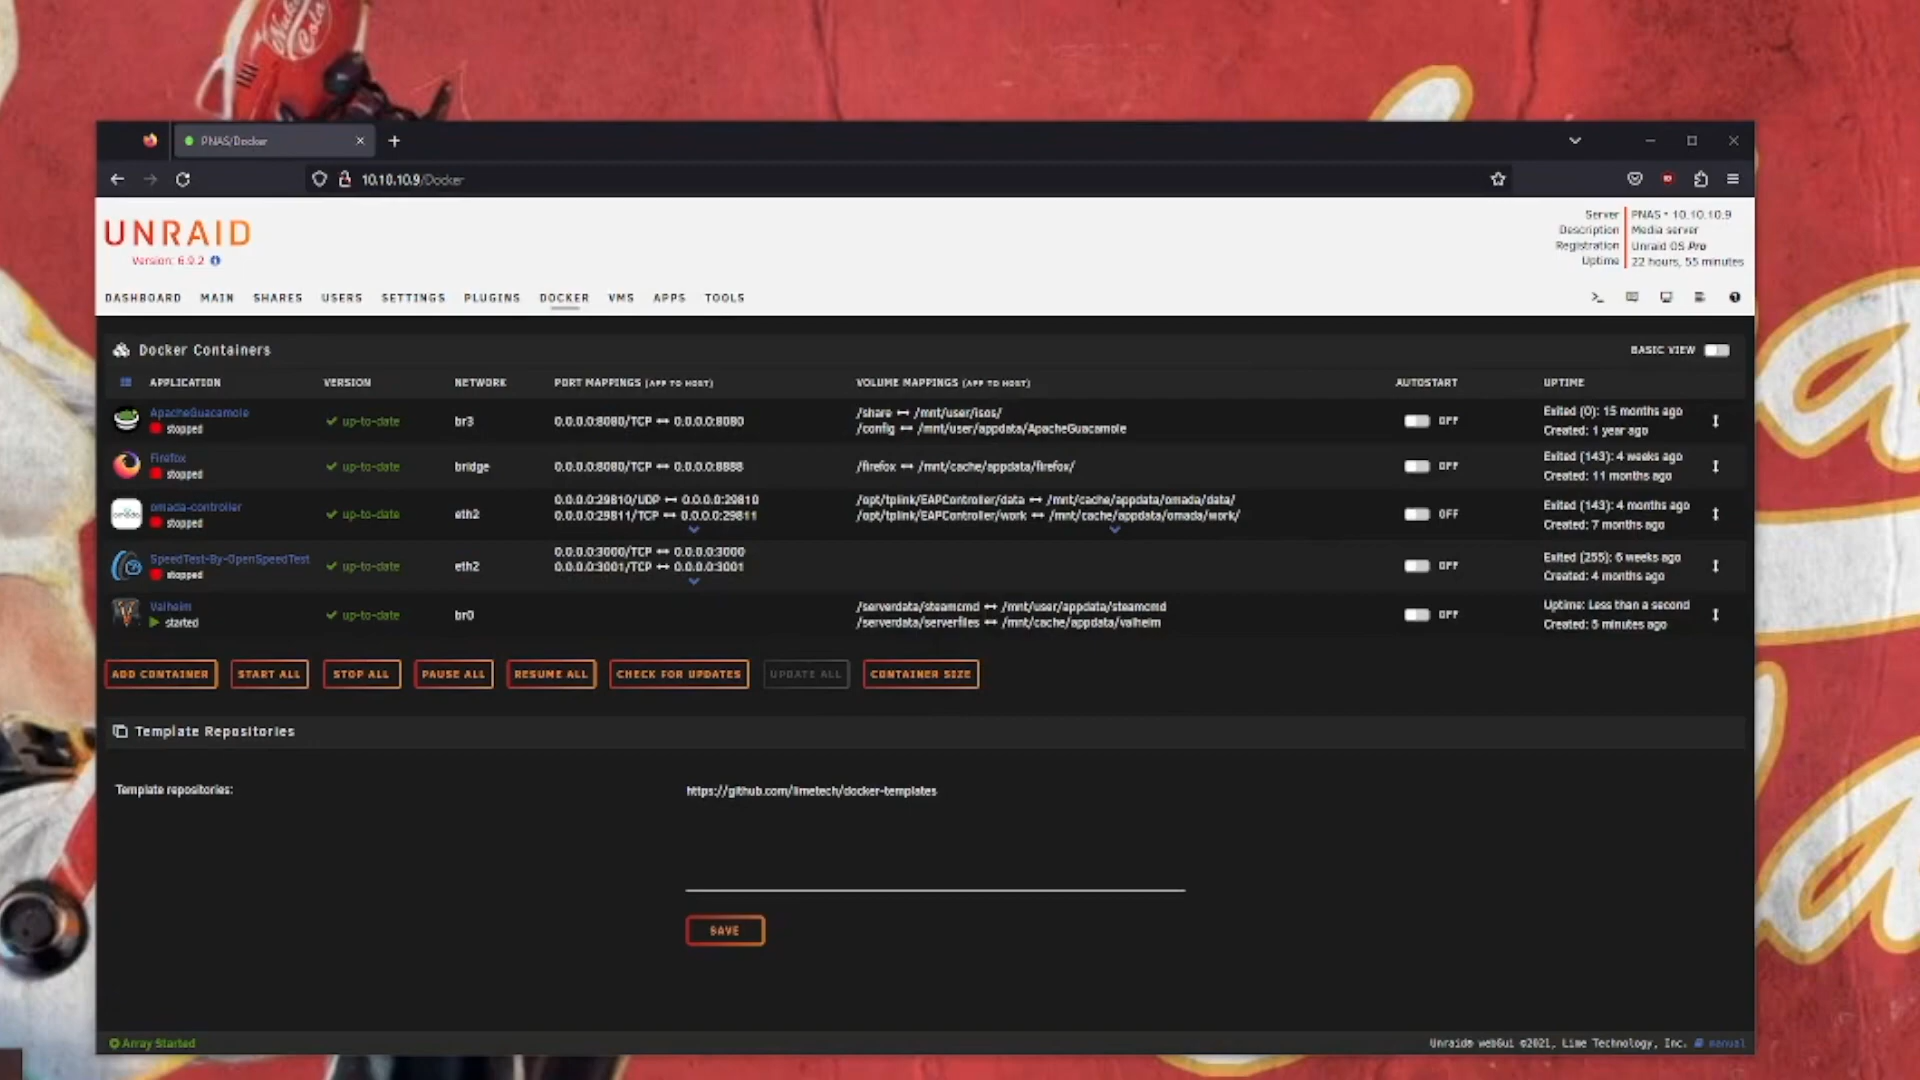 Nuka Cola
PNAS/Docker
10.10.10.9/Docker
UNRAID
Version: 6.9.2
Server PNAS • 10.10.10.9
Description Media server
Registration Unraid OS Pro
Uptime 22 hours, 55 minutes
DASHBOARD MAIN SHARES USERS SETTINGS PLUGINS DOCKER VMS APPS TOOLS
Docker Containers
BASIC VIEW
APPLICATION VERSION NETWORK PORT MAPPINGS (APP TO HOST) VOLUME MAPPINGS (APP TO HOST) AUTOSTART UPTIME
ApacheGuacamole
stopped
up-to-date
br3
0.0.0.0:8080/TCP ↔ 0.0.0.0:8080
/share ↔ /mnt/user/isos/
/config ↔ /mnt/user/appdata/ApacheGuacamole
OFF
Exited (0): 15 months ago
Created: 1 year ago
Firefox
stopped
up-to-date
bridge
0.0.0.0:8080/TCP ↔ 0.0.0.0:8888
/firefox ↔ /mnt/cache/appdata/firefox/
OFF
Exited (143): 4 weeks ago
Created: 11 months ago
omada-controller
stopped
up-to-date
eth2
0.0.0.0:29810/UDP ↔ 0.0.0.0:29810
0.0.0.0:29811/TCP ↔ 0.0.0.0:29811
/opt/tplink/EAPController/data ↔ /mnt/cache/appdata/omada/data/
/opt/tplink/EAPController/work ↔ /mnt/cache/appdata/omada/work/
OFF
Exited (143): 4 months ago
Created: 7 months ago
SpeedTest-By-OpenSpeedTest
stopped
up-to-date
eth2
0.0.0.0:3000/TCP ↔ 0.0.0.0:3000
0.0.0.0:3001/TCP ↔ 0.0.0.0:3001
OFF
Exited (255): 6 weeks ago
Created: 4 months ago
Valheim
started
up-to-date
br0
/serverdata/steamcmd ↔ /mnt/user/appdata/steamcmd
/serverdata/serverfiles ↔ /mnt/cache/appdata/valheim
OFF
Uptime: Less than a second
Created: 5 minutes ago
ADD CONTAINER START ALL STOP ALL PAUSE ALL RESUME ALL CHECK FOR UPDATES UPDATE ALL CONTAINER SIZE
Template Repositories
Template repositories:
https://github.com/limetech/docker-templates
SAVE
Array Started
Unraid® webGui ©2021, Lime Technology, Inc. manual